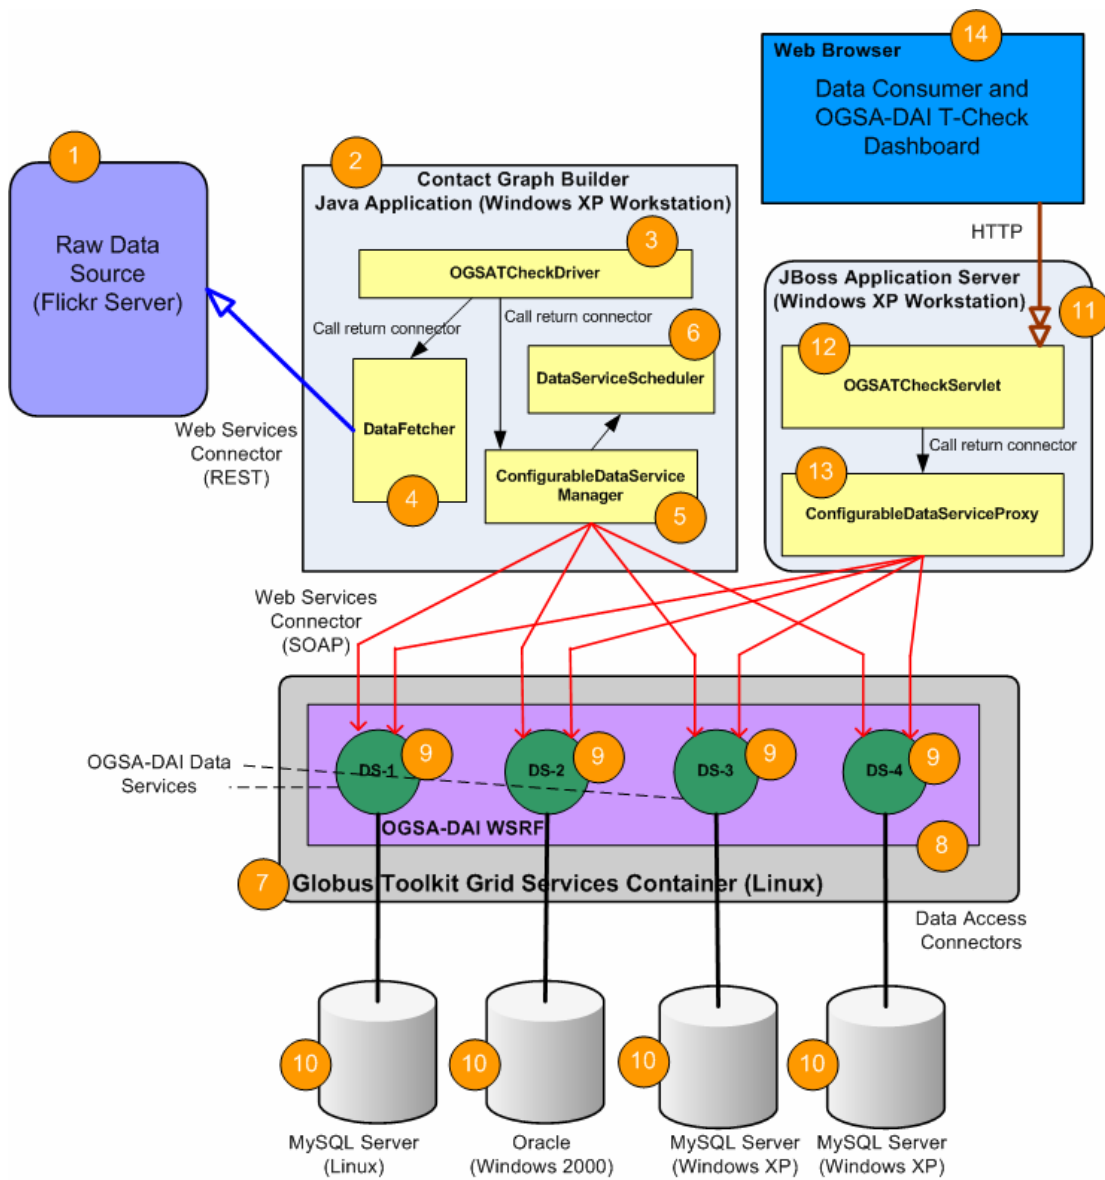 14
Web Browser
Data Consumer and
OGSA-DAI T-Check
Dashboard
1
Raw Data
Source
(Flickr Server)
2
Contact Graph Builder
Java Application (Windows XP Workstation)
3
OGSATCheckDriver
Call return connector
Call return connector
6
DataServiceScheduler
DataFetcher
4
ConfigurableDataService
Manager
5
Web Services
Connector
(REST)
HTTP
JBoss Application Server
(Windows XP Workstation)
11
12
OGSATCheckServlet
Call return connector
13
ConfigurableDataServiceProxy
Web Services
Connector
(SOAP)
OGSA-DAI Data
Services
DS-1
9
DS-2
9
DS-3
9
DS-4
9
OGSA-DAI WSRF
8
7
Globus Toolkit Grid Services Container (Linux)
Data Access
Connectors
10
10
10
10
MySQL Server
(Linux)
Oracle
(Windows 2000)
MySQL Server
(Windows XP)
MySQL Server
(Windows XP)